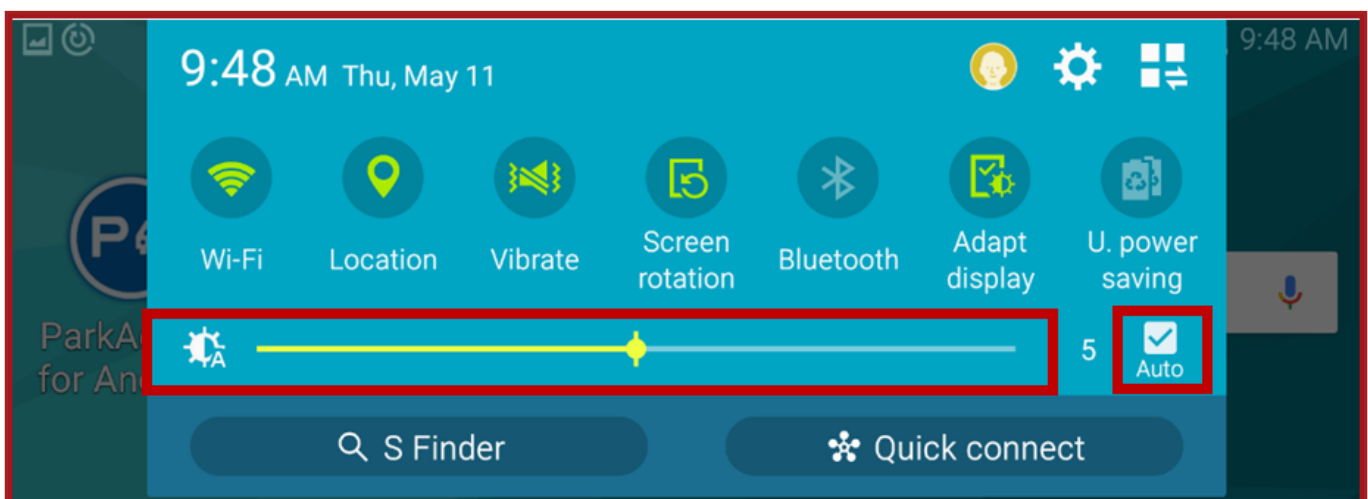 9:48 AM Thu, May 11
9:48 AM
Wi-Fi
Location
Vibrate
Screen
rotation
Bluetooth
Adapt
display
U. power
saving
A
5
Auto
P
ParkA
for An
S Finder
Quick connect